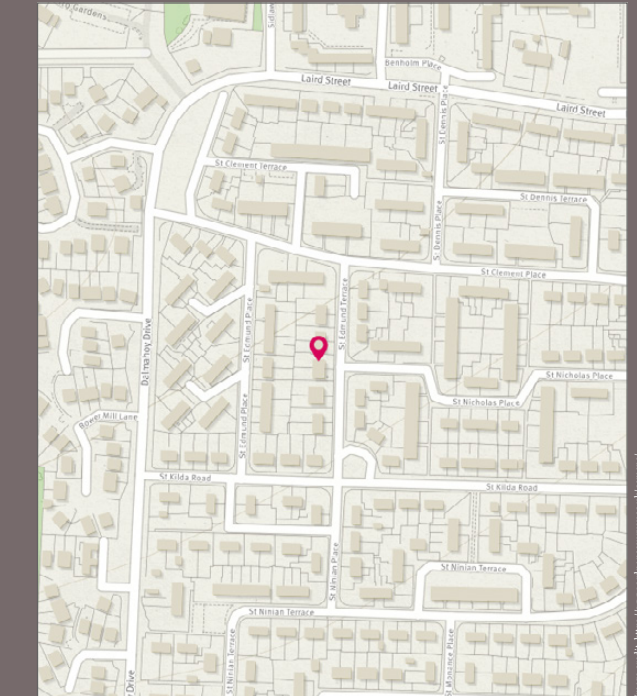 Gardens
Laird Street
Laird Street
Laird Street
St Dennis Place
St Clement Terrace
St Dennis Terrace
St Dennis Place
St Clement Place
St Edmund Terrace
St Edmund Place
Dalmahoy Drive
St Nicholas Place
St Nicholas Place
St Edmund Place
Bower Mill Lane
St Kilda Road
St Kilda Road
St Ninian Place
St Ninian Terrace
St Ninian Terrace
St Ninian Terrace
Drive